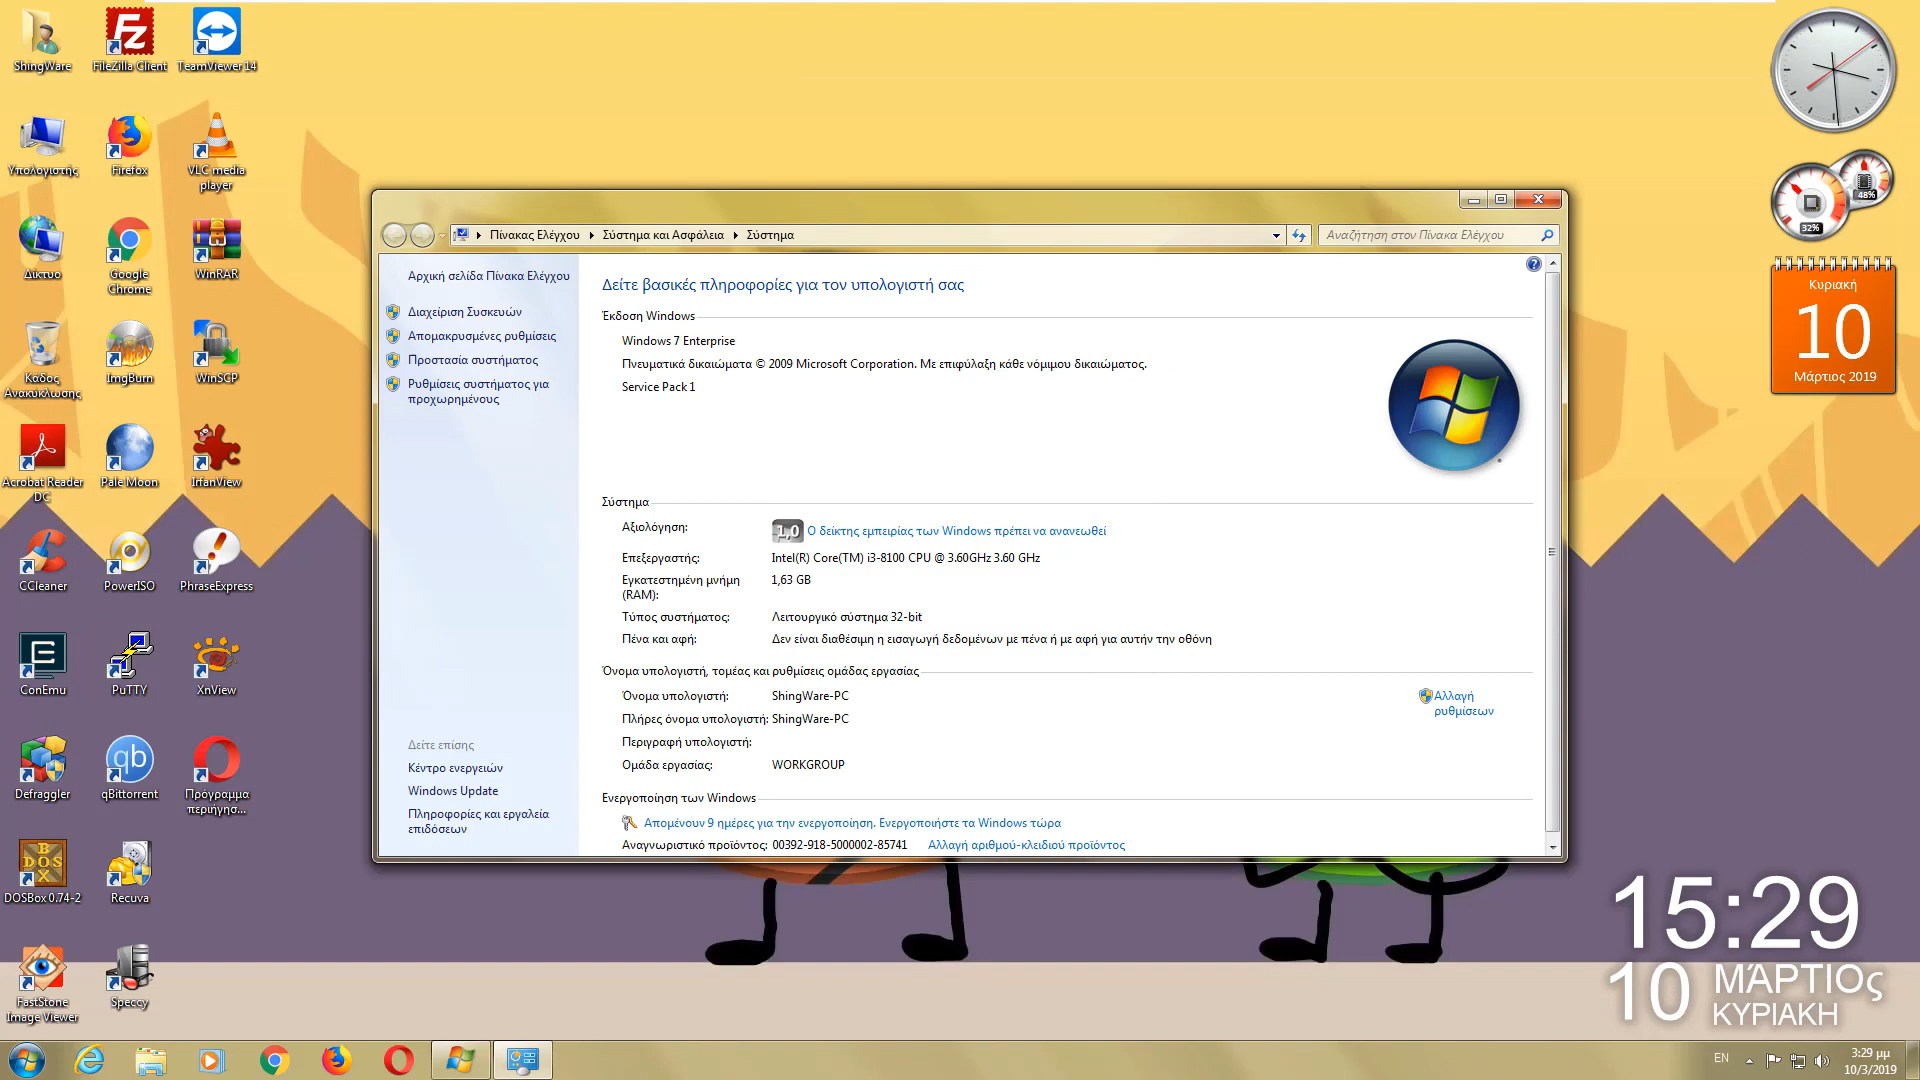 ShingWare
FileZilla Client
TeamViewer 14
Υπολογιστής
Firefox
VLC media
player
Δίκτυο
Google
Chrome
WinRAR
Κάδος
Ανακύκλωσης
ImgBurn
WinSCP
Acrobat Reader
DC
Pale Moon
IrfanView
CCleaner
PowerISO
PhraseExpress
ConEmu
PuTTY
XnView
Defraggler
qBittorrent
Πρόγραμμα
περιήγησ...
DOSBox 0.74-2
Recuva
FastStone
Image Viewer
Speccy
Πίνακας Ελέγχου
Σύστημα και Ασφάλεια
Σύστημα
Αναζήτηση στον Πίνακα Ελέγχου
Αρχική σελίδα Πίνακα Ελέγχου
Διαχείριση Συσκευών
Απομακρυσμένες ρυθμίσεις
Προστασία συστήματος
Ρυθμίσεις συστήματος για
προχωρημένους
Δείτε επίσης
Κέντρο ενεργειών
Windows Update
Πληροφορίες και εργαλεία
επιδόσεων
Δείτε βασικές πληροφορίες για τον υπολογιστή σας
Έκδοση Windows
Windows 7 Enterprise
Πνευματικά δικαιώματα © 2009 Microsoft Corporation. Με επιφύλαξη κάθε νόμιμου δικαιώματος.
Service Pack 1
Σύστημα
Αξιολόγηση: 1,0 Ο δείκτης εμπειρίας των Windows πρέπει να ανανεωθεί
Επεξεργαστής: Intel(R) Core(TM) i3-8100 CPU @ 3.60GHz 3.60 GHz
Εγκατεστημένη μνήμη
(RAM): 1,63 GB
Τύπος συστήματος: Λειτουργικό σύστημα 32-bit
Πένα και αφή: Δεν είναι διαθέσιμη η εισαγωγή δεδομένων με πένα ή με αφή για αυτήν την οθόνη
Όνομα υπολογιστή, τομέας και ρυθμίσεις ομάδας εργασίας
Όνομα υπολογιστή: ShingWare-PC
Αλλαγή
ρυθμίσεων
Πλήρες όνομα υπολογιστή: ShingWare-PC
Περιγραφή υπολογιστή:
Ομάδα εργασίας: WORKGROUP
Ενεργοποίηση των Windows
Απομένουν 9 ημέρες για την ενεργοποίηση. Ενεργοποιήστε τα Windows τώρα
Αναγνωριστικό προϊόντος: 00392-918-5000002-85741 Αλλαγή αριθμού-κλειδιού προϊόντος
48%
32%
Κυριακή
10
Μάρτιος 2019
15:29
10 ΜΆΡΤΙΟς
ΚΥΡΙΑΚΉ
EN
3:29 μμ
10/3/2019